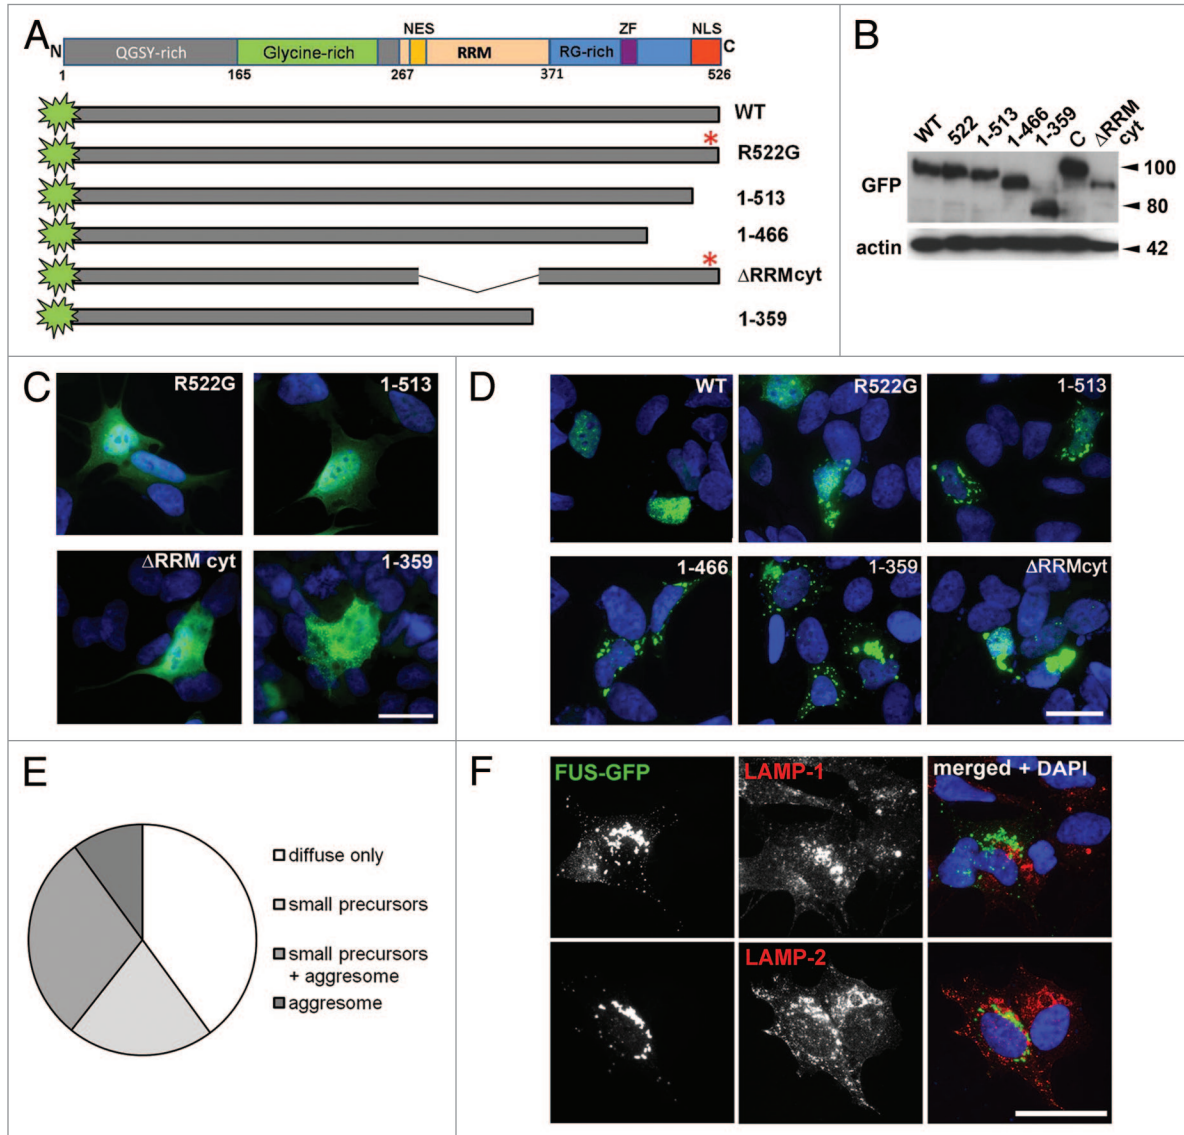 A
N
QGSY-rich
Glycine-rich
NES
RRM
RG-rich
ZF
NLS
C
1
165
267
371
526
WT
*
R522G
1-513
1-466
*
ΔRRMcyt
1-359
B
WT
522
1-513
1-466
1-359
C
ΔRRM
cyt
GFP
100
80
actin
42
C
R522G
1-513
ΔRRM cyt
1-359
D
WT
R522G
1-513
1-466
1-359
ΔRRMcyt
E
diffuse only
small precursors
small precursors
+ aggresome
aggresome
F
FUS-GFP
LAMP-1
merged + DAPI
LAMP-2